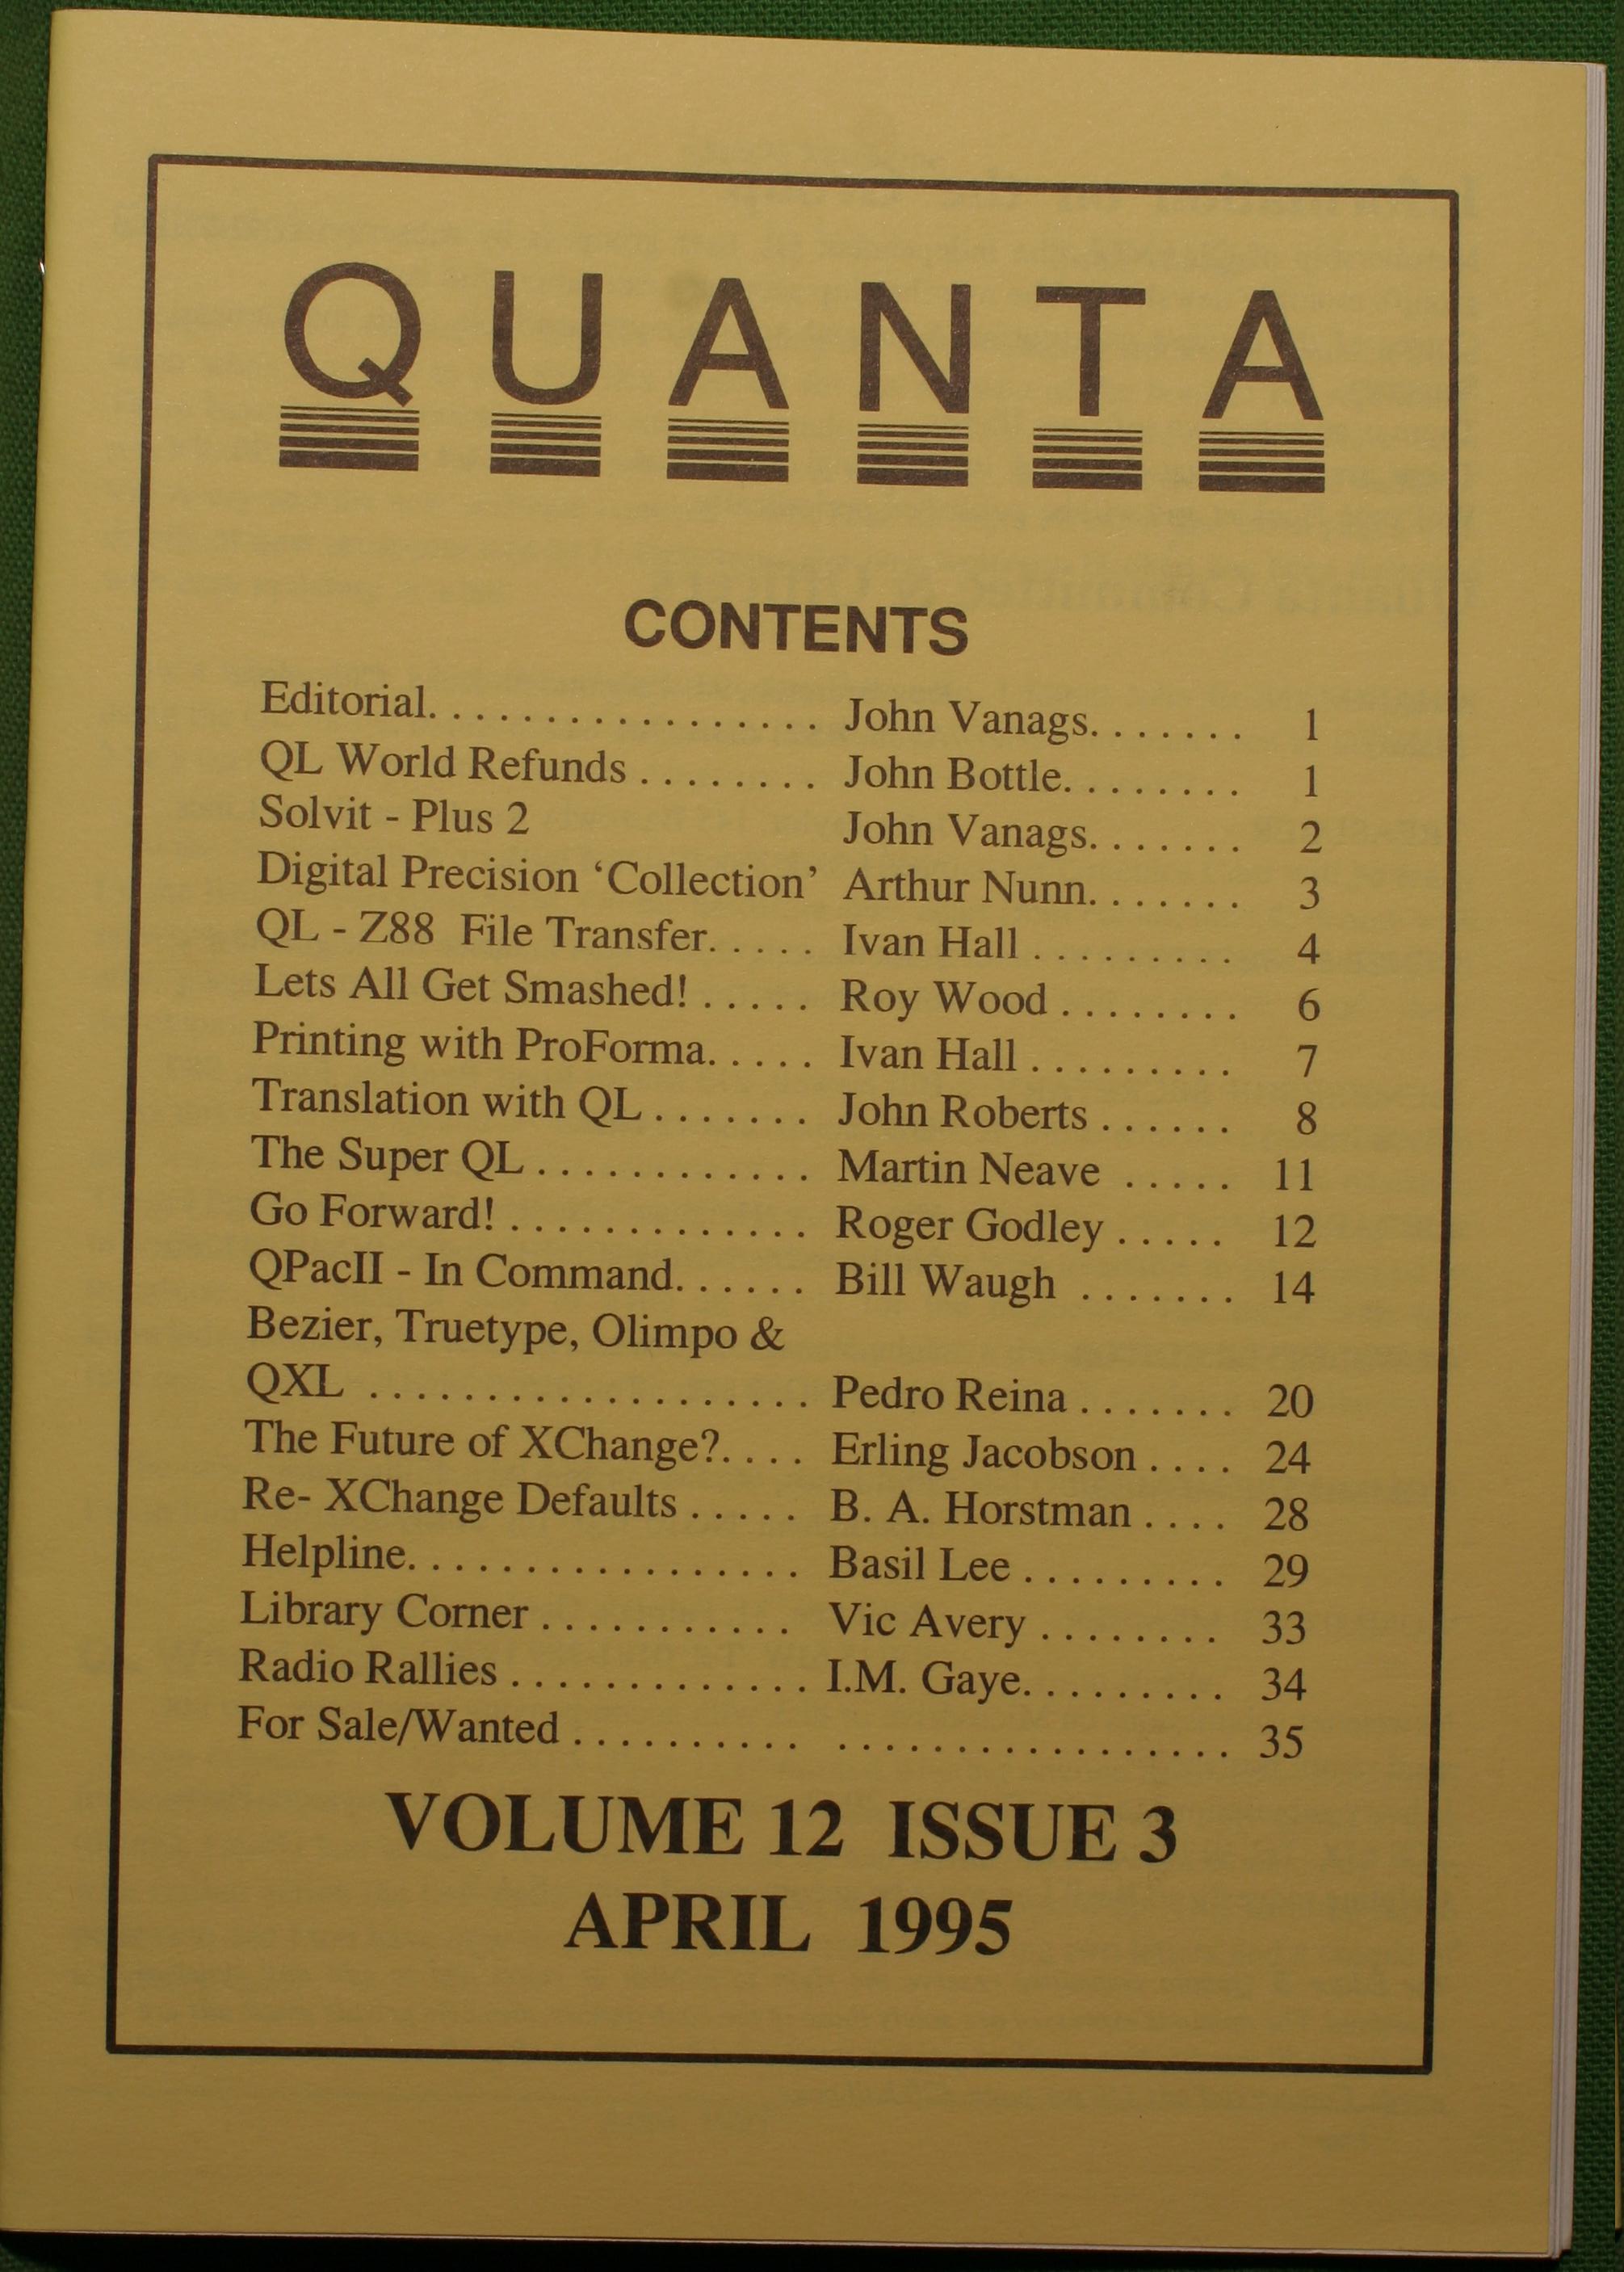 QUANTA
CONTENTS
Editorial. . . . . . . . . . . . . . . . . John Vanags. . . . . . . 1
QL World Refunds . . . . . . . . John Bottle. . . . . . . . 1
Solvit - Plus 2 John Vanags. . . . . . . 2
Digital Precision ‘Collection’ Arthur Nunn. . . . . . . 3
QL - Z88 File Transfer. . . . . Ivan Hall . . . . . . . . . 4
Lets All Get Smashed! . . . . . Roy Wood . . . . . . . . 6
Printing with ProForma. . . . . Ivan Hall . . . . . . . . . 7
Translation with QL . . . . . . . John Roberts . . . . . . 8
The Super QL . . . . . . . . . . . . Martin Neave . . . . . 11
Go Forward! . . . . . . . . . . . . . Roger Godley . . . . . 12
QPacII - In Command. . . . . . Bill Waugh . . . . . . . 14
Bezier, Truetype, Olimpo &
QXL . . . . . . . . . . . . . . . . . . . Pedro Reina . . . . . . . 20
The Future of XChange?. . . . Erling Jacobson . . . . 24
Re- XChange Defaults . . . . . B. A. Horstman . . . . 28
Helpline. . . . . . . . . . . . . . . . . Basil Lee . . . . . . . . . 29
Library Corner . . . . . . . . . . . Vic Avery . . . . . . . . 33
Radio Rallies . . . . . . . . . . . . . I.M. Gaye. . . . . . . . . 34
For Sale/Wanted . . . . . . . . . . . . . . . . . . . . . . . . . . . 35
VOLUME 12 ISSUE 3
APRIL 1995